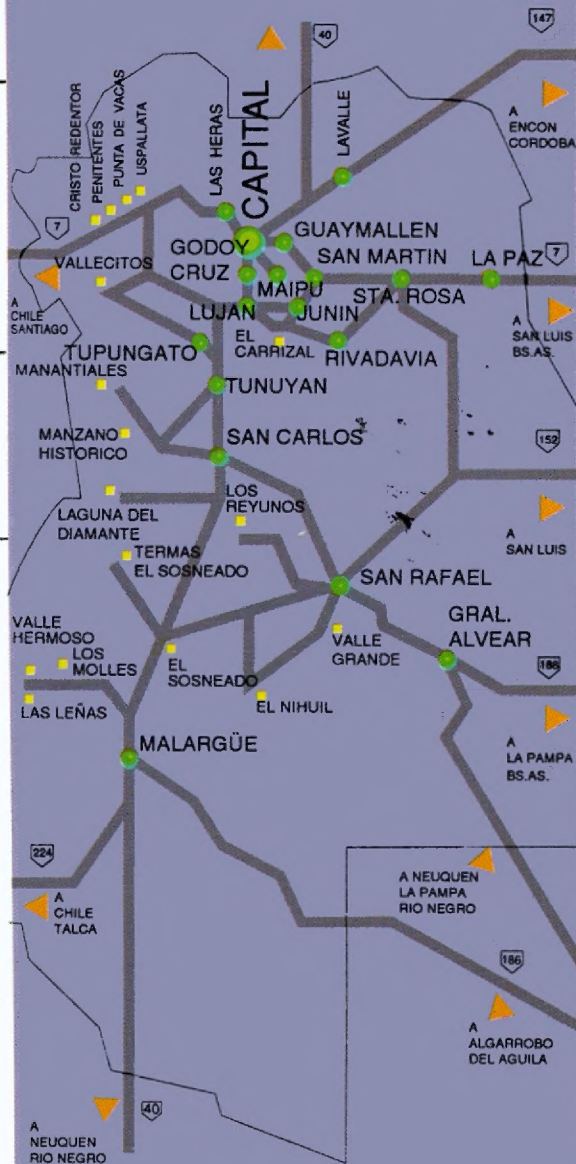 147
40
A
ENCON
CORDOBA
CRISTO REDENTOR
PENITENTES
PUNTA DE VACAS
USPALLATA
LAS HERAS
CAPITAL
LAVALLE
7
GODOY
CRUZ
GUAYMALLEN
SAN MARTIN
LA PAZ
7
VALLECITOS
MAIPU
STA. ROSA
A
CHILE
SANTIAGO
LUJAN
JUNIN
EL
CARRIZAL
RIVADAVIA
A
SAN LUIS
BS.AS.
TUPUNGATO
MANANTIALES
TUNUYAN
MANZANO
HISTORICO
SAN CARLOS
152
LAGUNA DEL
DIAMANTE
LOS
REYUNOS
A
SAN LUIS
TERMAS
EL SOSNEADO
SAN RAFAEL
VALLE
HERMOSO
LOS
MOLLES
EL
SOSNEADO
VALLE
GRANDE
GRAL.
ALVEAR
188
LAS LEÑAS
EL NIHUIL
MALARGÜE
A
LA PAMPA
BS.AS.
224
A
CHILE
TALCA
A NEUQUEN
LA PAMPA
RIO NEGRO
186
A
ALGARROBO
DEL AGUILA
40
A
NEUQUEN
RIO NEGRO